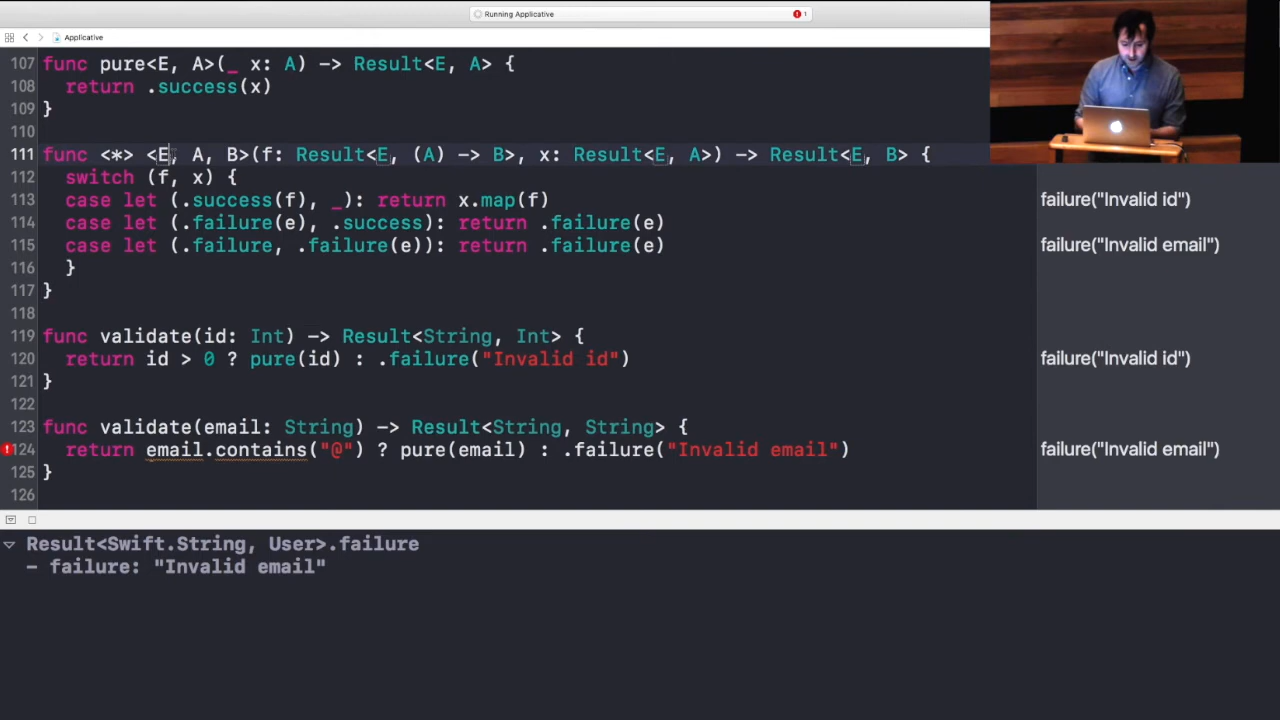 Running Applicative
1
Applicative
107 func pure<E, A>(_ x: A) -> Result<E, A> {
108 return .success(x)
109 }
110
111 func <*> <E, A, B>(f: Result<E, (A) -> B>, x: Result<E, A>) -> Result<E, B> {
112 switch (f, x) {
113 case let (.success(f), _): return x.map(f)
failure("Invalid id")
114 case let (.failure(e), .success): return .failure(e)
115 case let (.failure, .failure(e)): return .failure(e)
failure("Invalid email")
116 }
117 }
118
119 func validate(id: Int) -> Result<String, Int> {
120 return id > 0 ? pure(id) : .failure("Invalid id")
failure("Invalid id")
121 }
122
123 func validate(email: String) -> Result<String, String> {
124 return email.contains("@") ? pure(email) : .failure("Invalid email")
failure("Invalid email")
125 }
126
Result<Swift.String, User>.failure
- failure: "Invalid email"